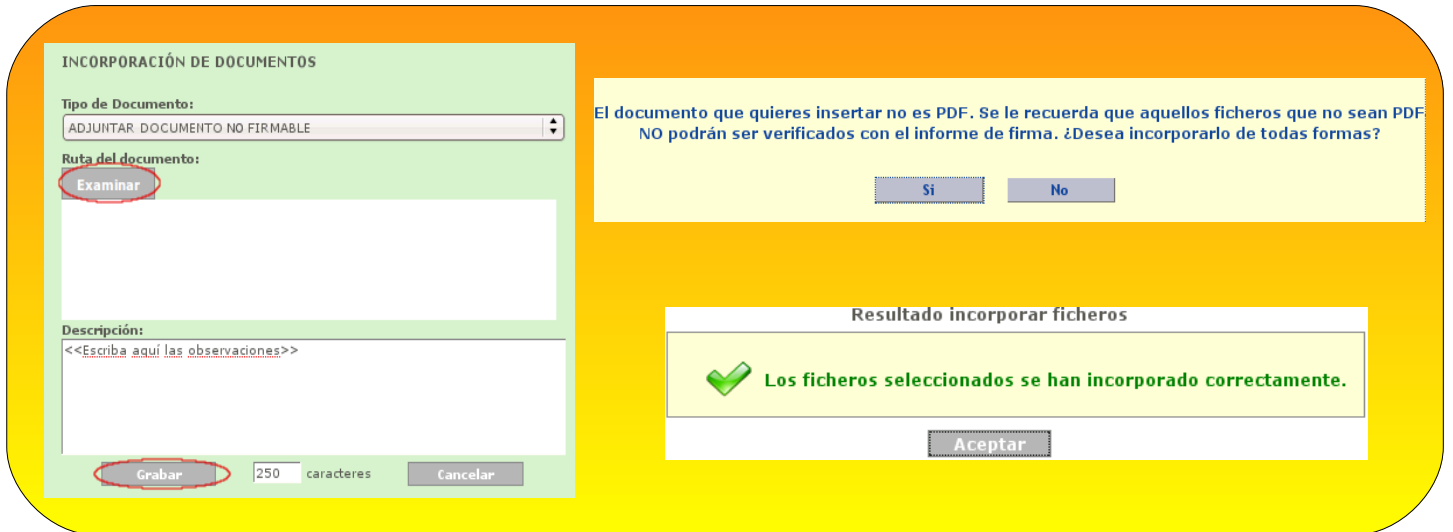 INCORPORACIÓN DE DOCUMENTOS
Tipo de Documento:
ADJUNTAR DOCUMENTO NO FIRMABLE
Ruta del documento:
Examinar
Descripción:
<<Escriba aquí las observaciones>>
Grabar
250
caracteres
Cancelar
El documento que quieres insertar no es PDF. Se le recuerda que aquellos ficheros que no sean PDF
NO podrán ser verificados con el informe de firma. ¿Desea incorporarlo de todas formas?
Si
No
Resultado incorporar ficheros
Los ficheros seleccionados se han incorporado correctamente.
Aceptar